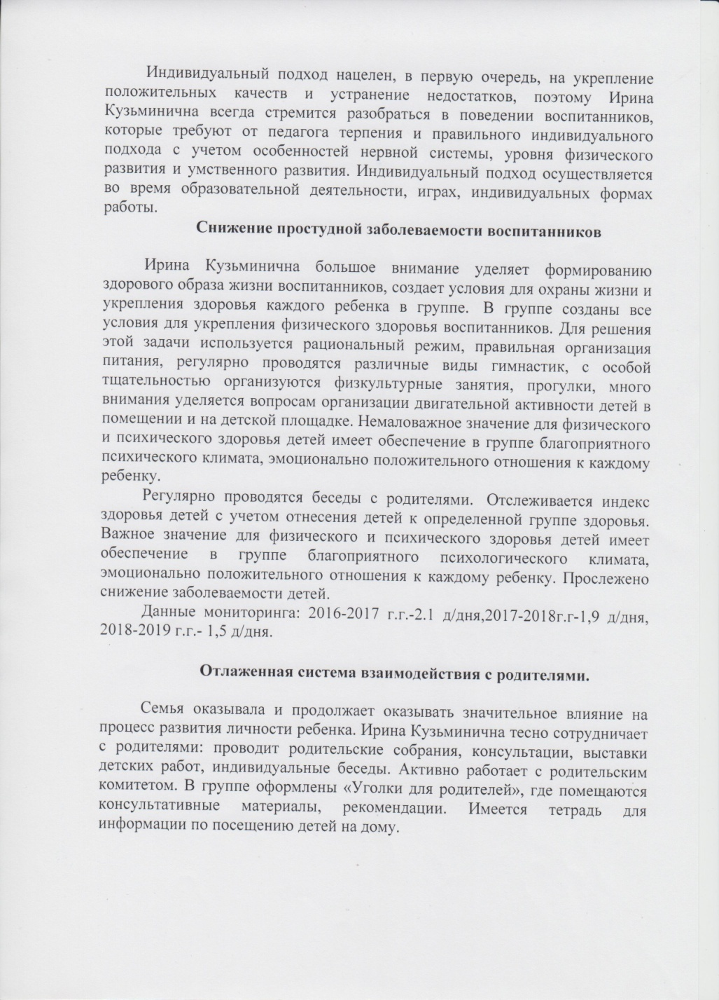 Индивидуальный подход нацелен, в первую очередь, на укрепление
положительных качеств и устранение недостатков, поэтому Ирина
Кузьминична всегда стремится разобраться в поведении воспитанников,
которые требуют от педагога терпения и правильного индивидуального
подхода с учетом особенностей нервной системы, уровня физического
развития и умственного развития. Индивидуальный подход осуществляется
во время образовательной деятельности, играх, индивидуальных формах
работы.
Снижение простудной заболеваемости воспитанников
Ирина Кузьминична большое внимание уделяет формированию
здорового образа жизни воспитанников, создает условия для охраны жизни и
укрепления здоровья каждого ребенка в группе. В группе созданы все
условия для укрепления физического здоровья воспитанников. Для решения
этой задачи используется рациональный режим, правильная организация
питания, регулярно проводятся различные виды гимнастик, с особой
тщательностью организуются физкультурные занятия, прогулки, много
внимания уделяется вопросам организации двигательной активности детей в
помещении и на детской площадке. Немаловажное значение для физического
и психического здоровья детей имеет обеспечение в группе благоприятного
психического климата, эмоционально положительного отношения к каждому
ребенку.
Регулярно проводятся беседы с родителями. Отслеживается индекс
здоровья детей с учетом отнесения детей к определенной группе здоровья.
Важное значение для физического и психического здоровья детей имеет
обеспечение в группе благоприятного психологического климата,
эмоционально положительного отношения к каждому ребенку. Прослежено
снижение заболеваемости детей.
Данные мониторинга: 2016-2017 г.г.-2.1 д/дня,2017-2018г.г-1,9 д/дня,
2018-2019 г.г.- 1,5 д/дня.
Отлаженная система взаимодействия с родителями.
Семья оказывала и продолжает оказывать значительное влияние на
процесс развития личности ребенка. Ирина Кузьминична тесно сотрудничает
с родителями: проводит родительские собрания, консультации, выставки
детских работ, индивидуальные беседы. Активно работает с родительским
комитетом. В группе оформлены «Уголки для родителей», где помещаются
консультативные материалы, рекомендации. Имеется тетрадь для
информации по посещению детей на дому.